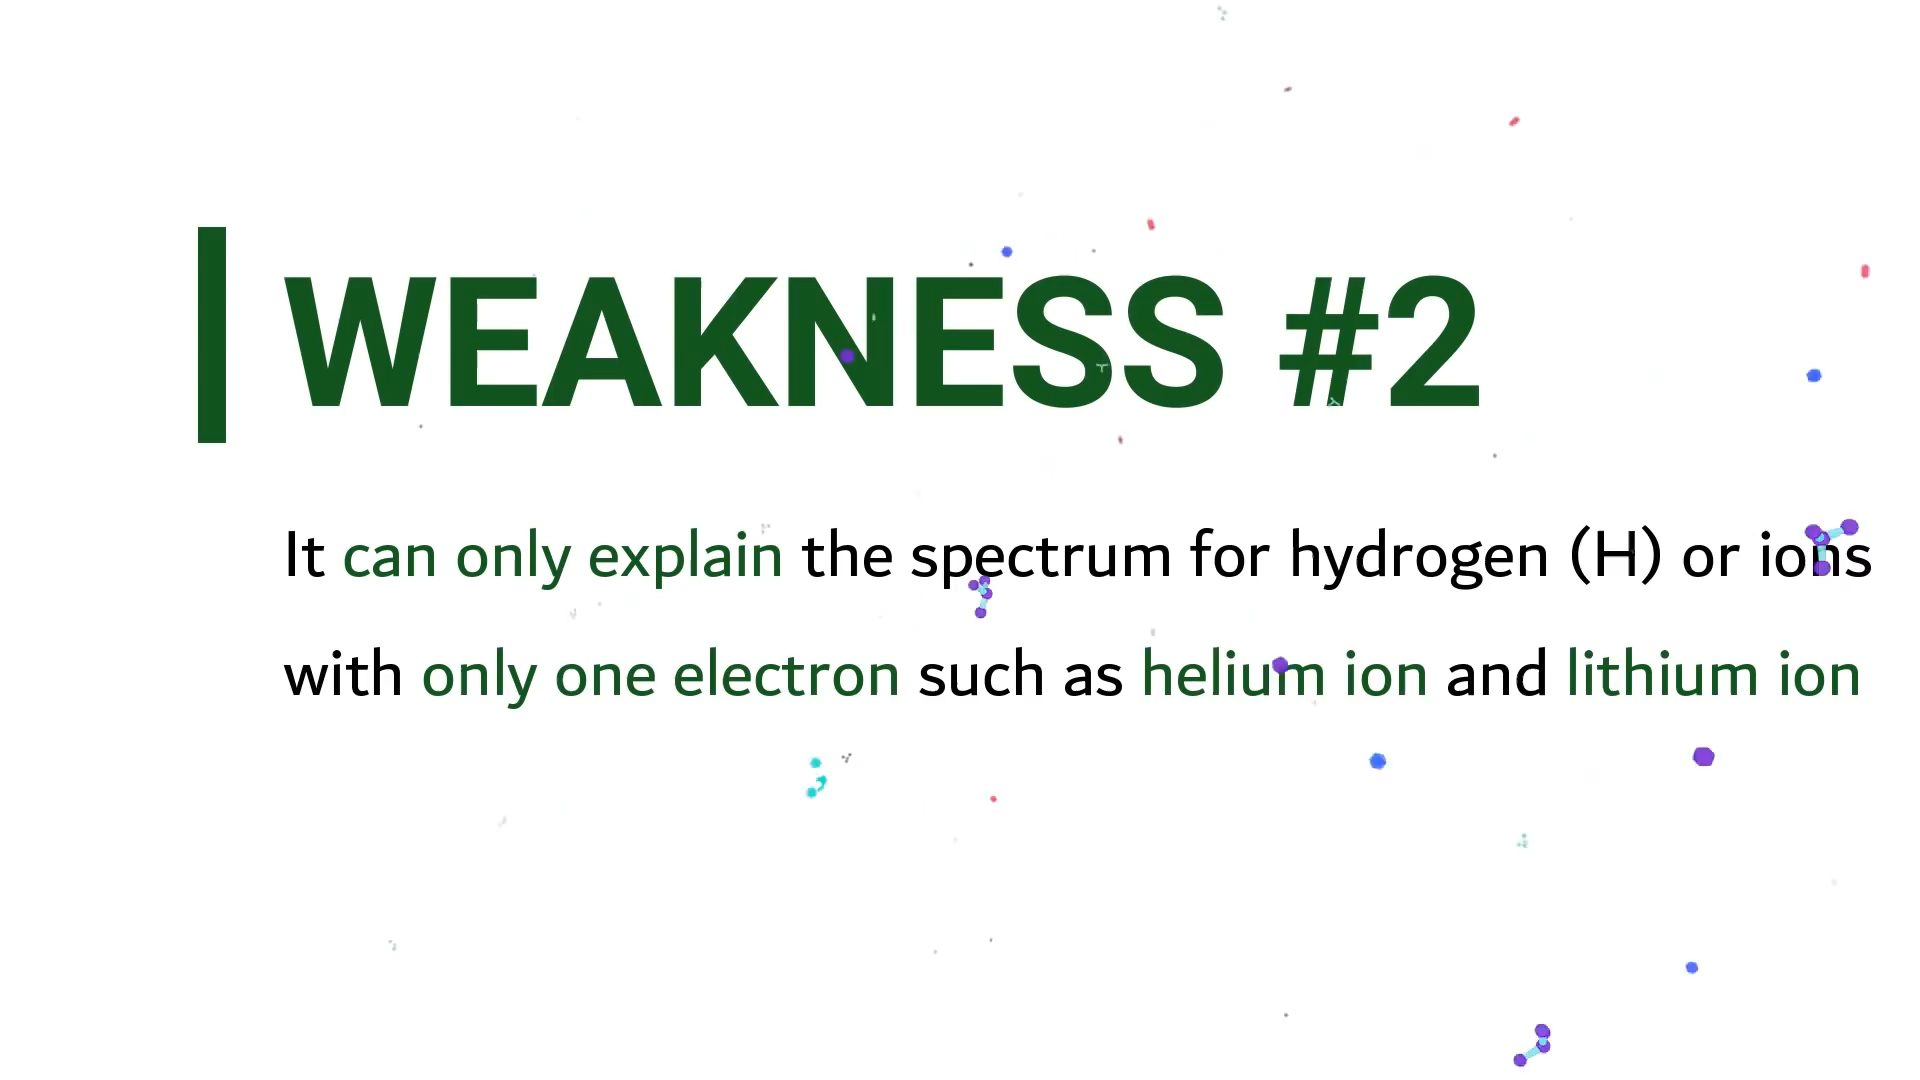 WEAKNESS #2
It can only explain the spectrum for hydrogen (H) or ions
with only one electron such as helium ion and lithium ion